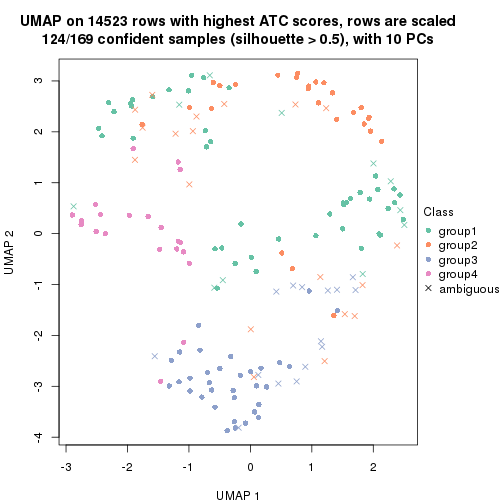 UMAP on 14523 rows with highest ATC scores, rows are scaled
124/169 confident samples (silhouette > 0.5), with 10 PCs
3
2
1
0
-1
-2
-3
-4
UMAP 2
-3
-2
-1
0
1
2
UMAP 1
Class
group1
group2
group3
group4
ambiguous